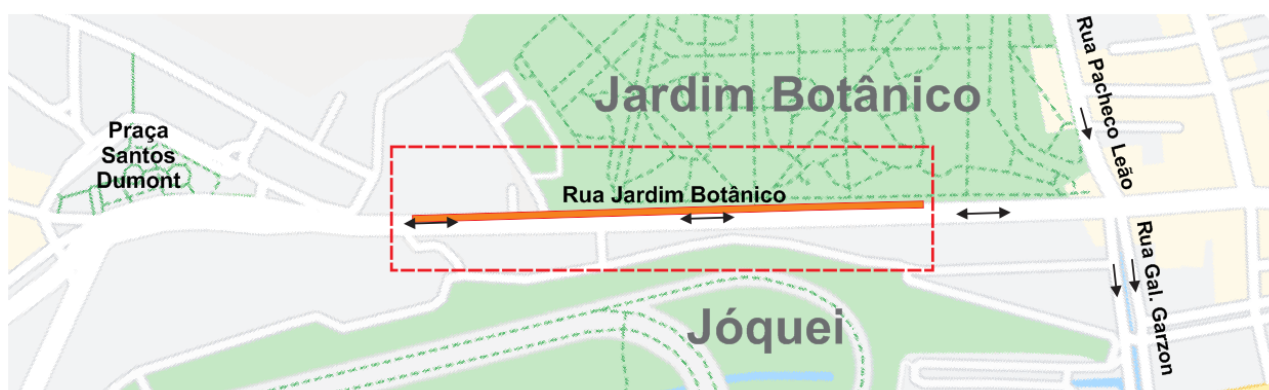 Jardim Botânico
Rua Pacheco Leão
Praça
Santos
Dumont
Rua Jardim Botânico
Rua Gal. Garzon
Jóquei